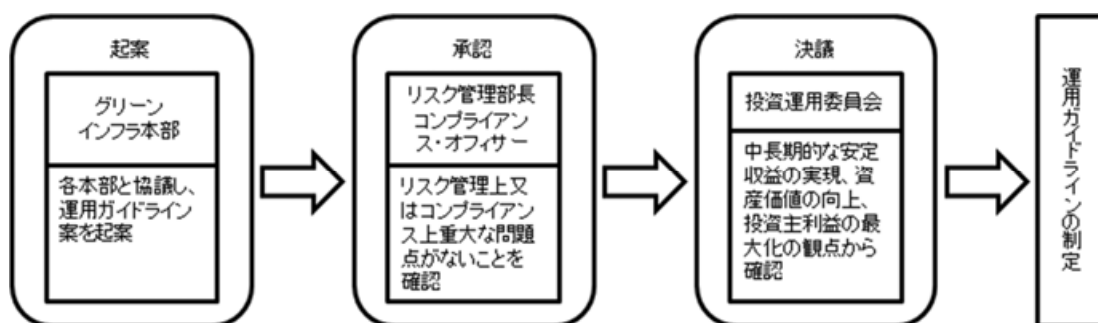 起案
グリーン
インフラ本部
各本部と協議し、
運用ガイドライン
案を起案
承認
リスク管理部長
コンプライアン
ス・オフィサー
リスク管理上又
はコンプライアン
ス上重大な問題
点がないことを
確認
決議
投資運用委員会
中長期的な安定
収益の実現、資
産価値の向上、
投資主利益の最
大化の観点から
確認
運用ガイドラインの制定